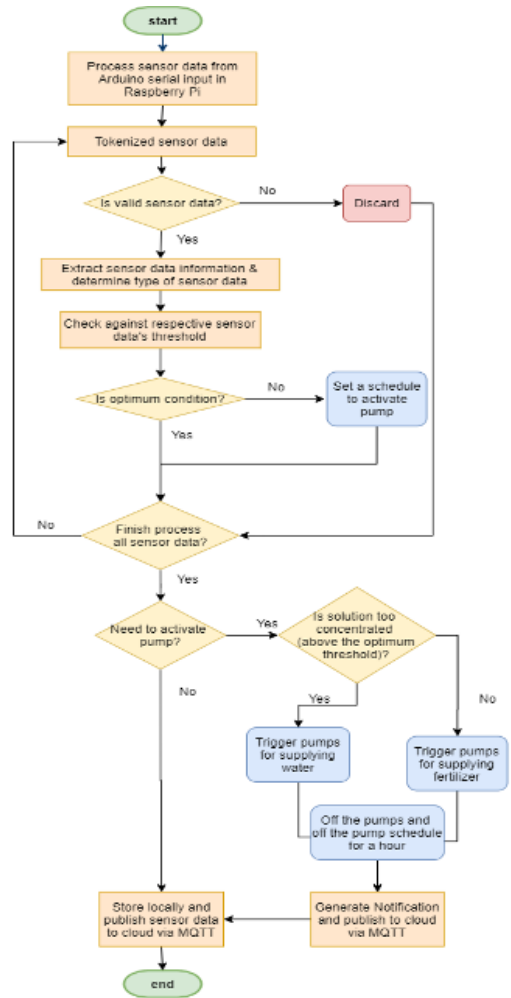 start
Process sensor data from
Arduino serial input in
Raspberry Pi
Tokenized sensor data
Is valid sensor data?
No
Discard
Yes
Extract sensor data information &
determine type of sensor data
Check against respective sensor
data's threshold
Is optimum condition?
No
Set a schedule
to activate
pump
Yes
Finish process
all sensor data?
No
Yes
Need to activate
pump?
Yes
Is solution too
concentrated
(above the optimum
threshold)?
No
Yes
No
Trigger pumps
for supplying
water
Trigger pumps
for supplying
fertilizer
Off the pumps and
off the pump schedule
for a hour
Store locally and
publish sensor data
to cloud via MQTT
Generate Notification
and publish to cloud
via MQTT
end